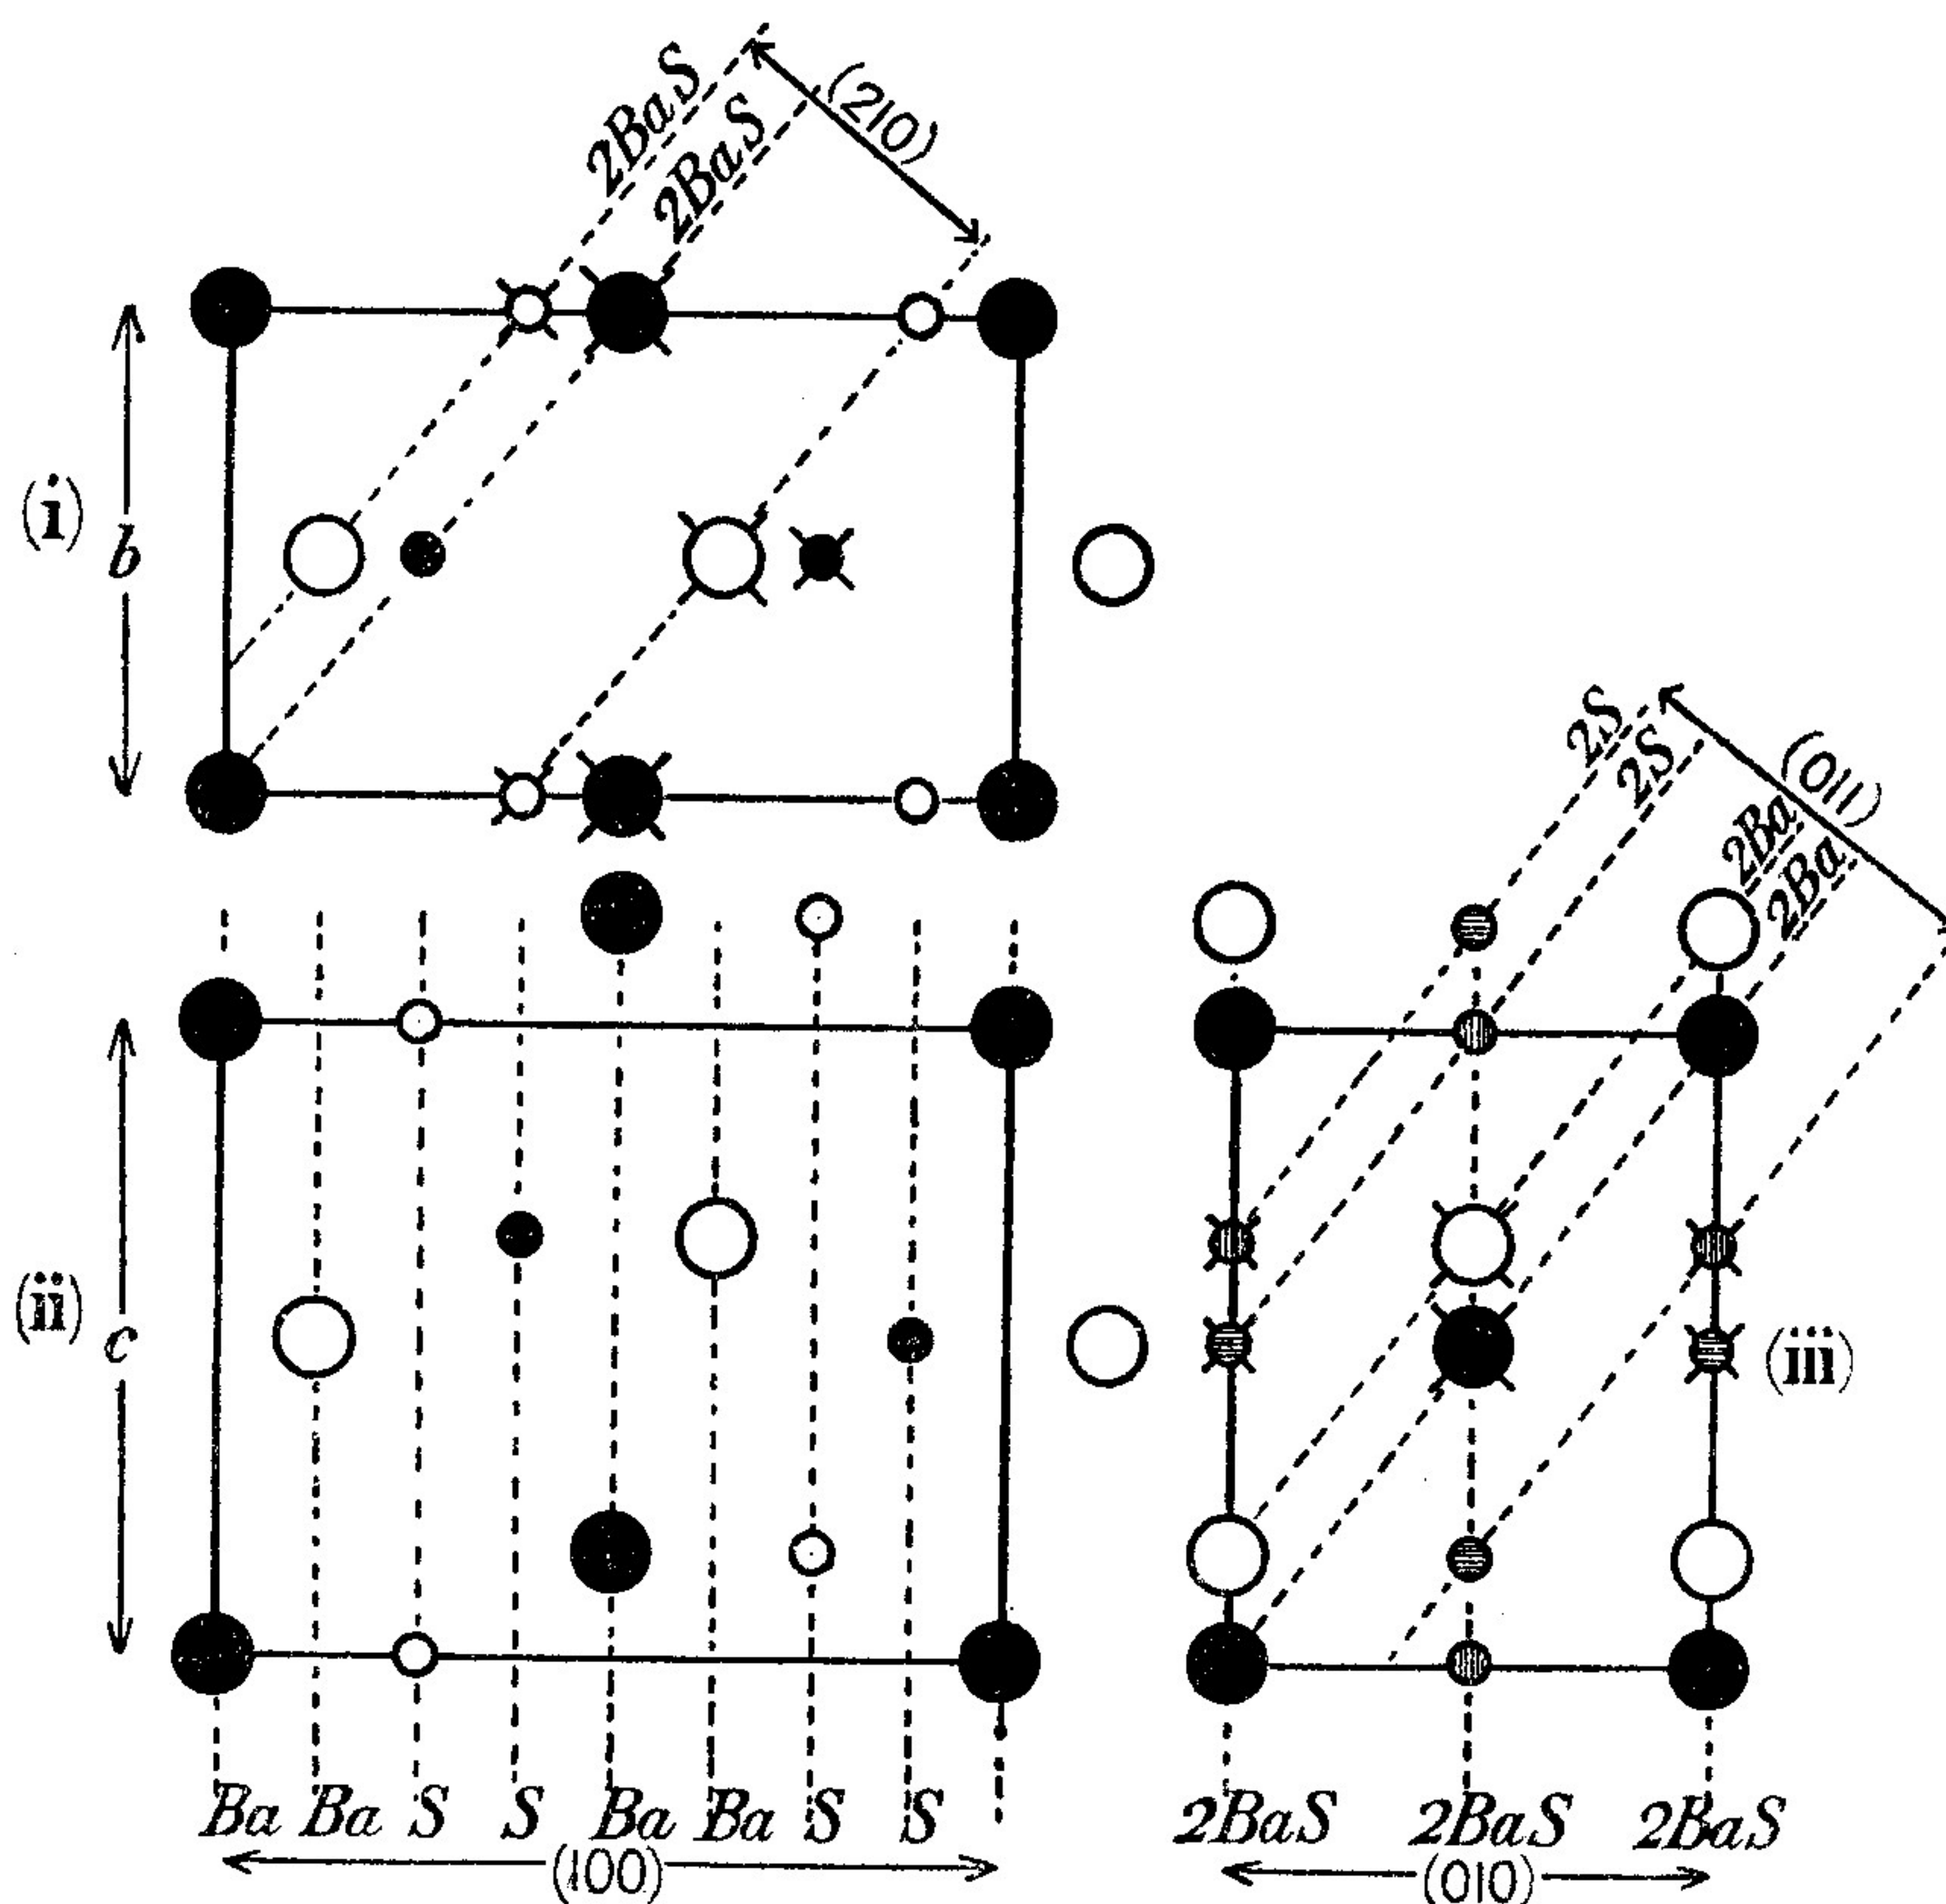 2BaS
2BaS
(210)
(i)
b
2S
2S
(011)
2Ba
2Ba
(ii)
c
(iii)
Ba Ba S S Ba Ba S S
2BaS 2BaS 2BaS
(100)
(010)